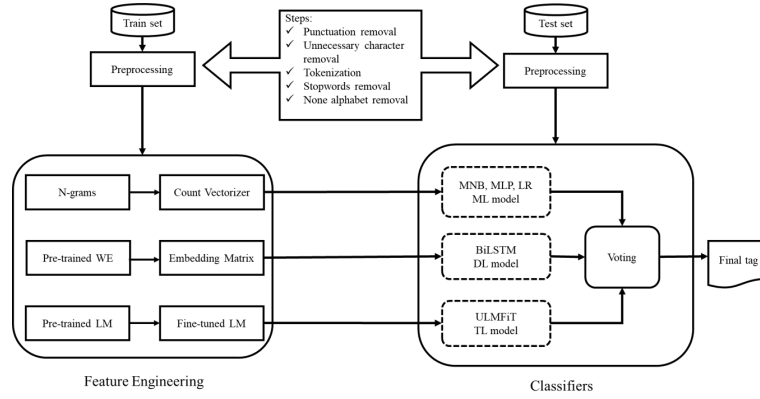 Train set
Steps:
✓ Punctuation removal
✓ Unnecessary character
removal
✓ Tokenization
✓ Stopwords removal
✓ None alphabet removal
Test set
Preprocessing
Preprocessing
N-grams
Count Vectorizer
MNB, MLP, LR
ML model
Pre-trained WE
Embedding Matrix
BiLSTM
DL model
Voting
Final tag
Pre-trained LM
Fine-tuned LM
ULMFiT
TL model
Feature Engineering
Classifiers